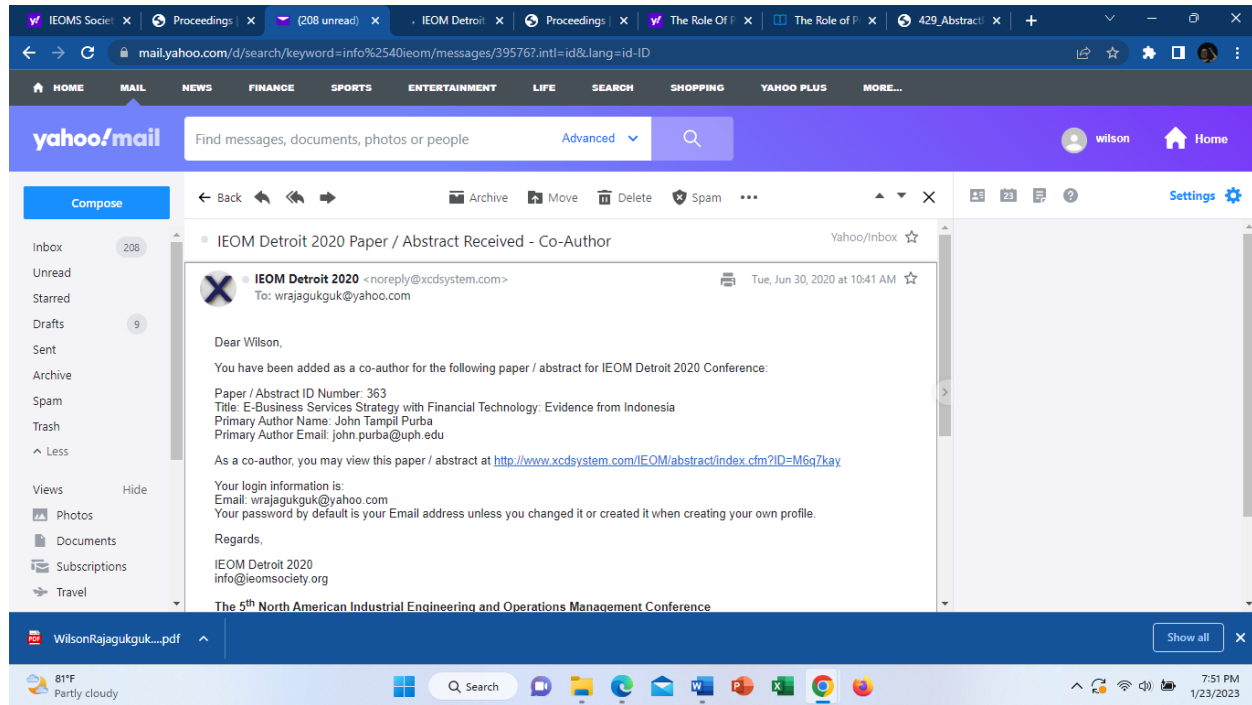 IEOMS Societ
Proceedings
(208 unread)
IEOM Detroit
Proceedings
The Role Of P
The Role of P
429_Abstract
mail.yahoo.com/d/search/keyword=info%2540ieom/messages/39576?.intl=id&.lang=id-ID
HOME MAIL NEWS FINANCE SPORTS ENTERTAINMENT LIFE SEARCH SHOPPING YAHOO PLUS MORE...
yahoo!mail
Find messages, documents, photos or people
Advanced
wilson
Home
Compose
Back
Archive
Move
Delete
Spam
23
Settings
Inbox 208
Unread
Starred
Drafts 9
Sent
Archive
Spam
Trash
Less
Views Hide
Photos
Documents
Subscriptions
Travel
IEOM Detroit 2020 Paper / Abstract Received - Co-Author
Yahoo/Inbox
IEOM Detroit 2020 <noreply@xcdsystem.com>
Tue, Jun 30, 2020 at 10:41 AM
To: wrajagukguk@yahoo.com
Dear Wilson,
You have been added as a co-author for the following paper / abstract for IEOM Detroit 2020 Conference:
Paper / Abstract ID Number: 363
Title: E-Business Services Strategy with Financial Technology: Evidence from Indonesia
Primary Author Name: John Tampil Purba
Primary Author Email: john.purba@uph.edu
As a co-author, you may view this paper / abstract at http://www.xcdsystem.com/IEOM/abstract/index.cfm?ID=M6q7kay
Your login information is:
Email: wrajagukguk@yahoo.com
Your password by default is your Email address unless you changed it or created it when creating your own profile.
Regards,
IEOM Detroit 2020
info@ieomsociety.org
The 5th North American Industrial Engineering and Operations Management Conference
WilsonRajagukguk....pdf
Show all
81°F
Partly cloudy
Search
7:51 PM
1/23/2023